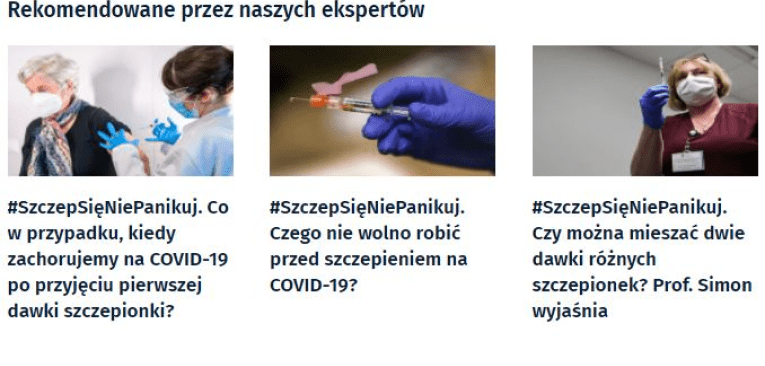 Rekomendowane przez naszych ekspertów
#SzczepSięNiePanikuj. Co
w przypadku, kiedy
zachorujemy na COVID-19
po przyjęciu pierwszej
dawki szczepionki?
#SzczepSięNiePanikuj.
Czego nie wolno robić
przed szczepieniem na
COVID-19?
#SzczepSięNiePanikuj.
Czy można mieszać dwie
dawki różnych
szczepionek? Prof. Simon
wyjaśnia